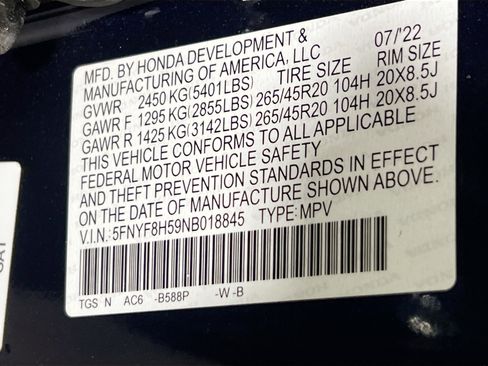 MFD. BY HONDA DEVELOPMENT & 07/'22
MANUFACTURING OF AMERICA, LLC
GVWR 2450 KG(5401LBS) TIRE SIZE RIM SIZE
GAWR F 1295 KG(2855LBS) 265/45R20 104H 20X8.5J
GAWR R 1425 KG(3142LBS) 265/45R20 104H 20X8.5J
THIS VEHICLE CONFORMS TO ALL APPLICABLE
FEDERAL MOTOR VEHICLE SAFETY
AND THEFT PREVENTION STANDARDS IN EFFECT
ON THE DATE OF MANUFACTURE SHOWN ABOVE.
V.I.N.:5FNYF8H59NB018845 TYPE:MPV
TGS N AC6 -B588P -W -B